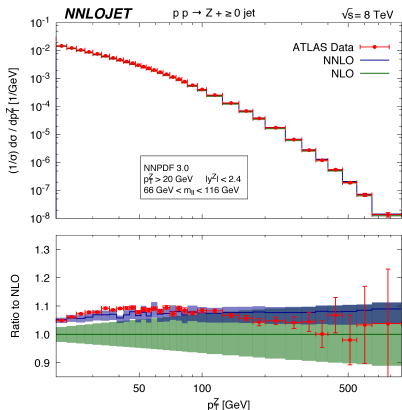 NNLOJET p p → Z + ≥ 0 jet √s = 8 TeV
(1/σ) dσ / dp_T^Z [1/GeV]
10^-1
10^-2
10^-3
10^-4
10^-5
10^-6
10^-7
10^-8
ATLAS Data
NNLO
NLO
NNPDF 3.0
p_T^Z > 20 GeV |y^Z| < 2.4
66 GeV < m_ll < 116 GeV
Ratio to NLO
1.3
1.2
1.1
1.0
0.9
50 100 500
p_T^Z [GeV]